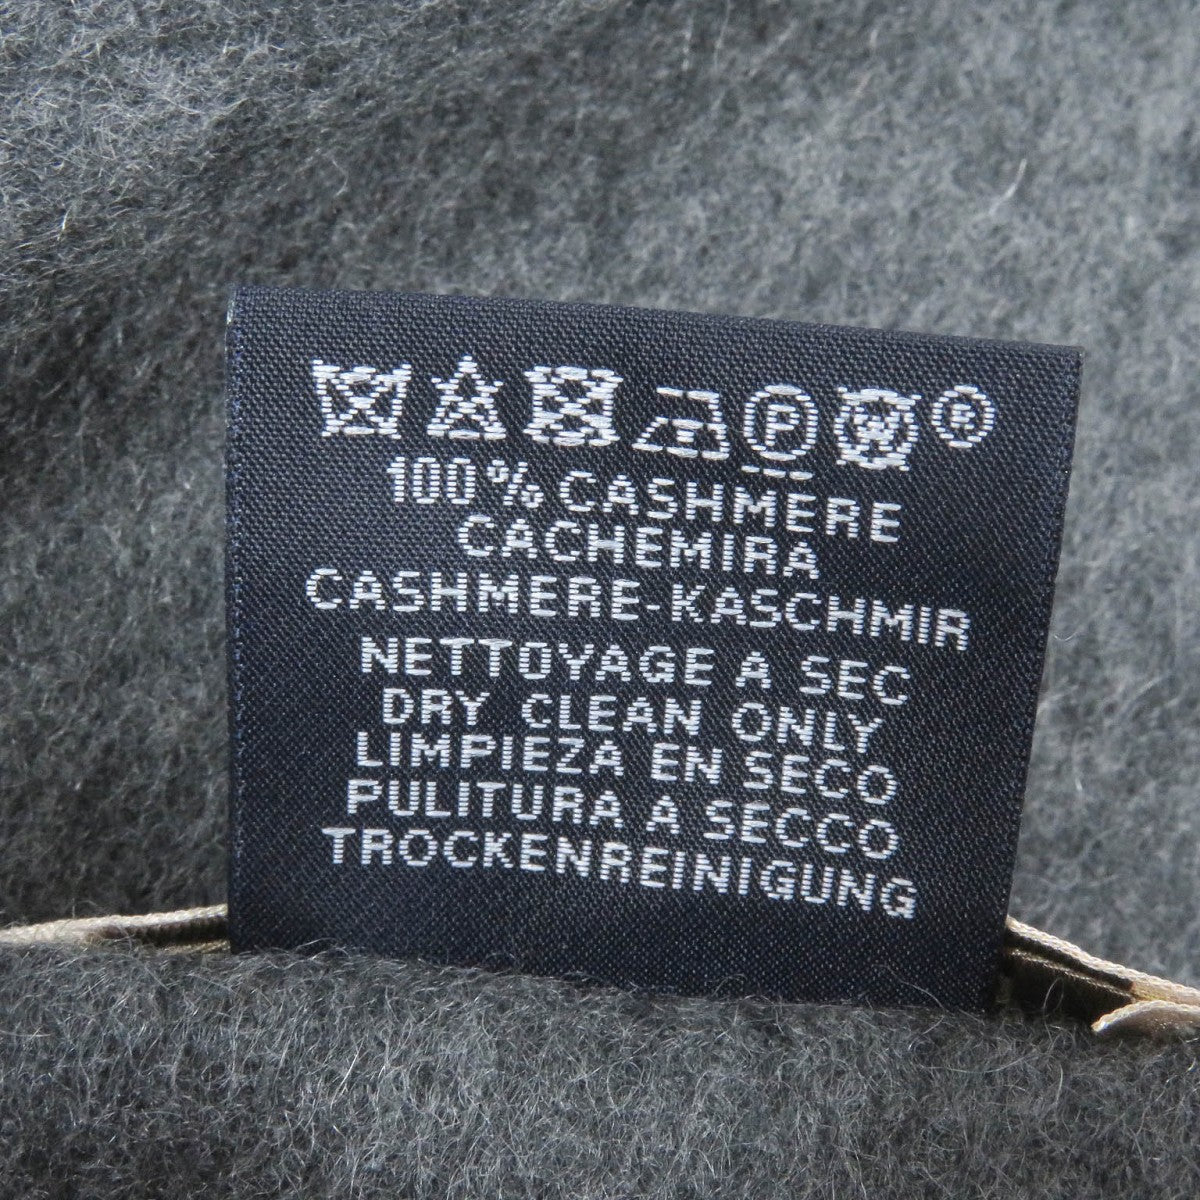 P W R
100% CASHMERE
CACHEMIRA
CASHMERE-KASCHMIR
NETTOYAGE A SEC
DRY CLEAN ONLY
LIMPIEZA EN SECO
PULITURA A SECCO
TROCKENREINIGUNG